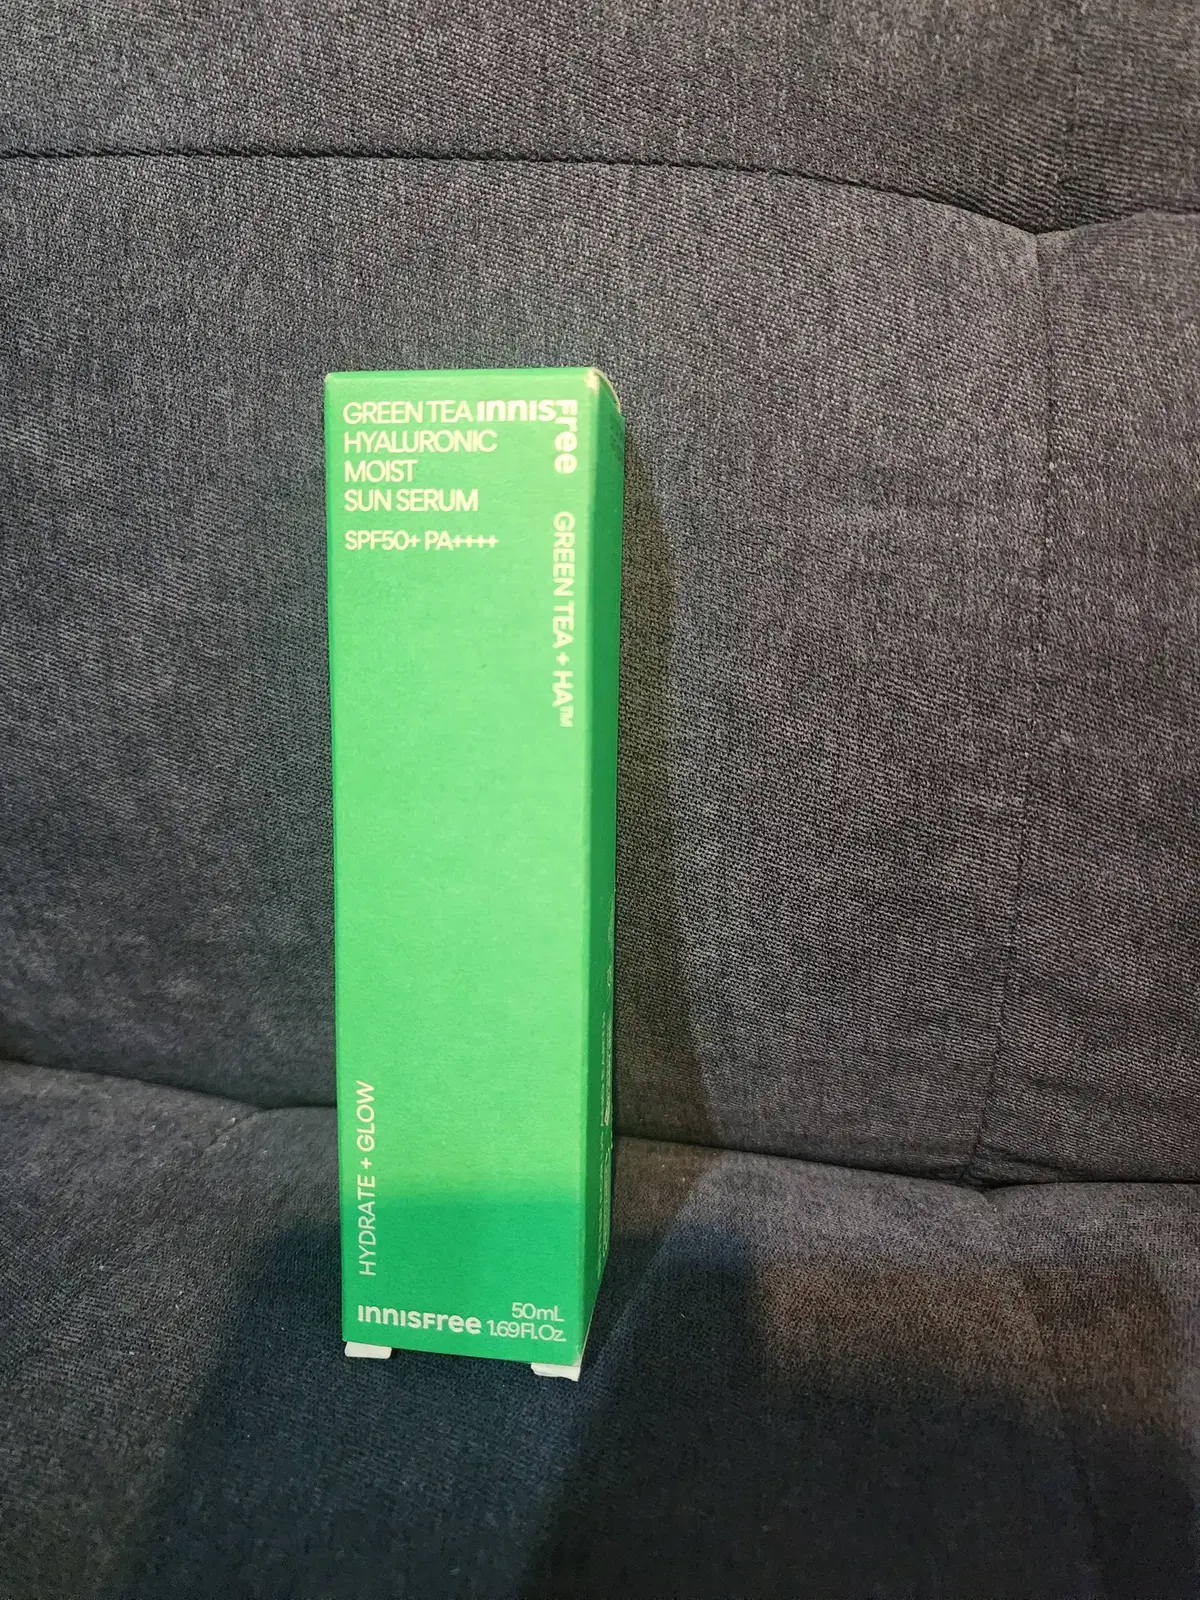 GREEN TEA
HYALURONIC
MOIST
SUN SERUM
SPF50+ PA++++
innisfree
GREEN TEA + HA™
HYDRATE + GLOW
innisfree
50mL
1.69Fl.Oz.